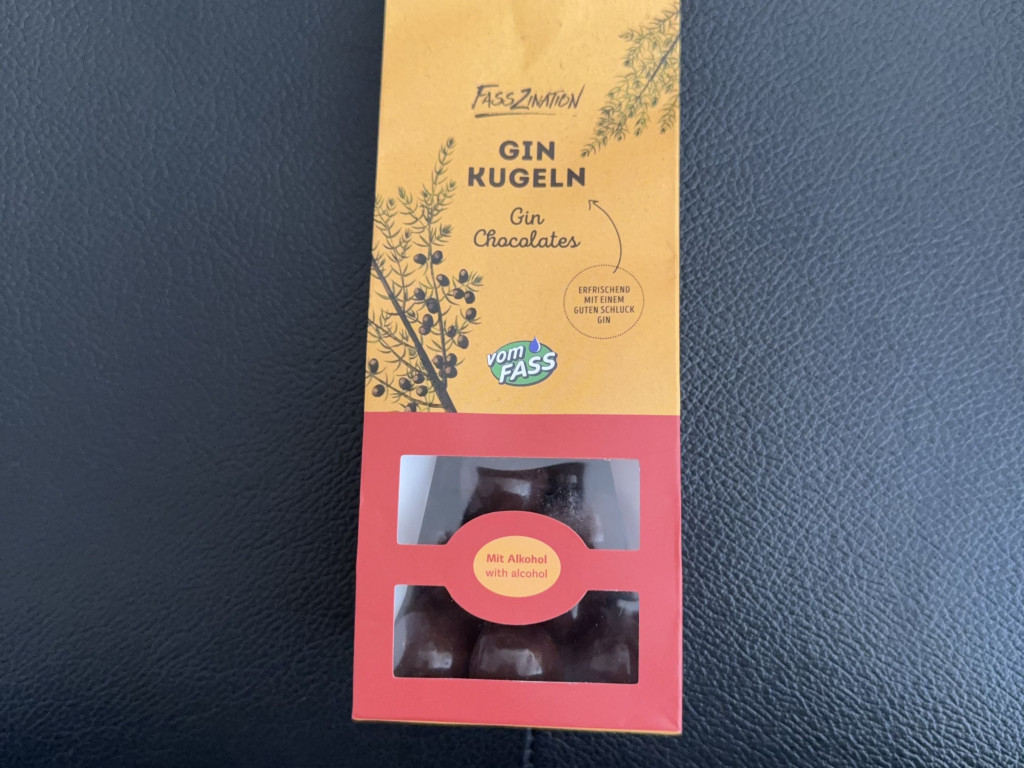 FASSZINATION
GIN
KUGELN
Gin
Chocolates
ERFRISCHEND
MIT EINEM
GUTEN SCHLUCK
GIN
vom
FASS
Mit Alkohol
with alcohol